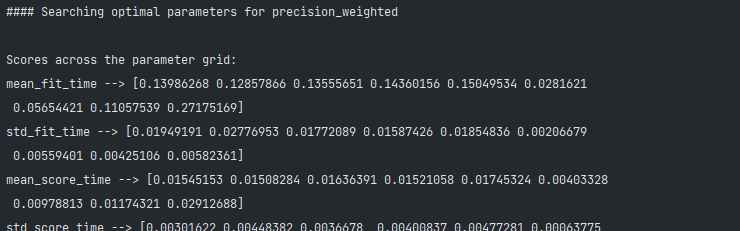 #### Searching optimal parameters for precision_weighted
Scores across the parameter grid:
mean_fit_time --> [0.13986268 0.12857866 0.13555651 0.14360156 0.15049534 0.0281621
0.05654421 0.11057539 0.27175169]
std_fit_time --> [0.01949191 0.02776953 0.01772089 0.01587426 0.01854836 0.00206679
0.00559401 0.00425106 0.00582361]
mean_score_time --> [0.01545153 0.01508284 0.01636391 0.01521058 0.01745324 0.00403328
0.00978813 0.01174321 0.02912688]
std_score_time --> [0.00301622 0.00448382 0.0036678  0.00400837 0.00477281 0.00063775